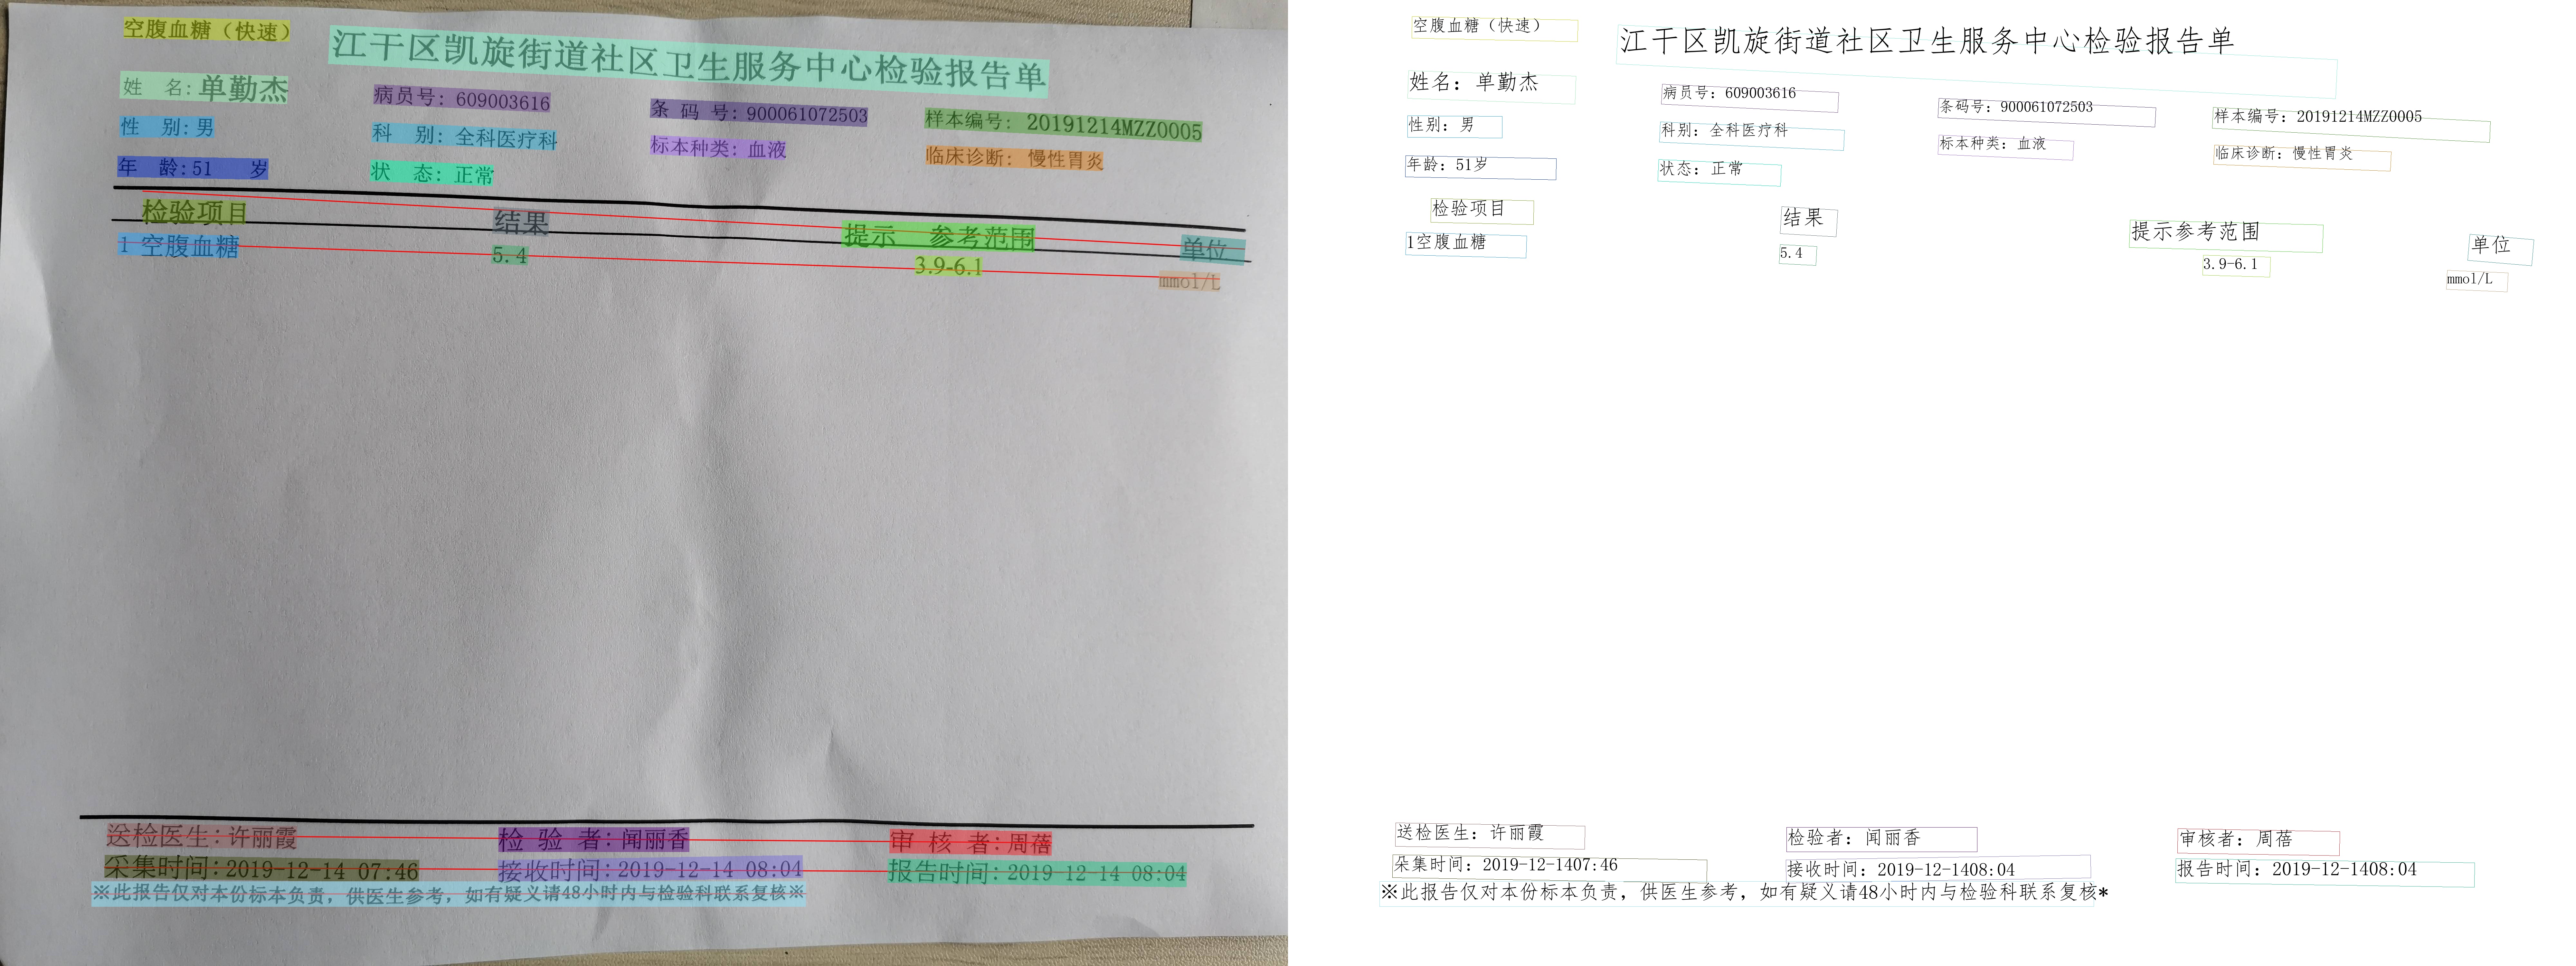 空腹血糖（快速）
江干区凯旋街道社区卫生服务中心检验报告单
姓 名：单勤杰 病员号：609003616 条 码 号：900061072503 样本编号：20191214MZZ0005
性 别：男 科 别：全科医疗科 标本种类：血液 临床诊断：慢性胃炎
年 龄：51 岁 状 态：正常
检验项目 结果 提示 参考范围 单位
1 空腹血糖 5.4 3.9-6.1 mmol/L
送检医生：许丽霞 检 验 者：闻丽香 审 核 者：周蓓
采集时间：2019-12-14 07:46 接收时间：2019-12-14 08:04 报告时间：2019-12-14 08:04
※此报告仅对本份标本负责，供医生参考，如有疑义请48小时内与检验科联系复核※
空腹血糖（快速）
江干区凯旋街道社区卫生服务中心检验报告单
姓名：单勤杰 病员号：609003616 条码号：900061072503 样本编号：20191214MZZ0005
性别：男 科别：全科医疗科 标本种类：血液 临床诊断：慢性胃炎
年龄：51岁 状态：正常
检验项目 结果 提示参考范围 单位
1空腹血糖 5.4 3.9-6.1 mmol/L
送检医生：许丽霞 检验者：闻丽香 审核者：周蓓
采集时间：2019-12-1407:46 接收时间：2019-12-1408:04 报告时间：2019-12-1408:04
※此报告仅对本份标本负责，供医生参考，如有疑义请48小时内与检验科联系复核*